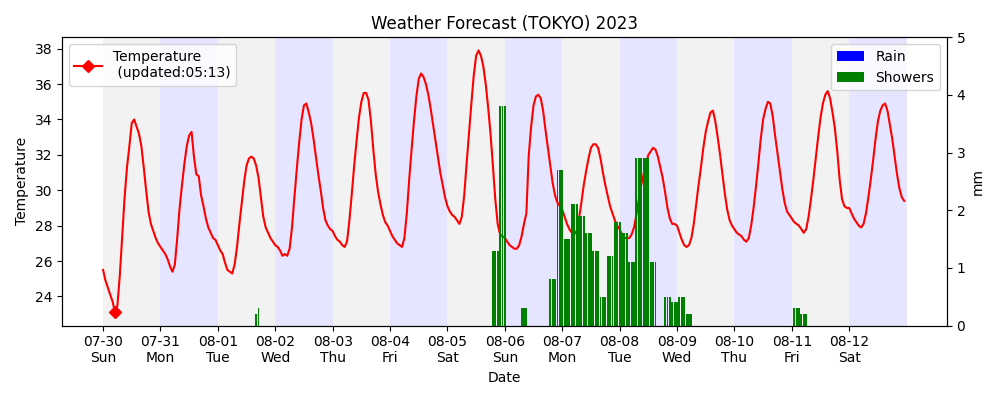 Weather Forecast (TOKYO) 2023
Temperature
(updated:05:13)
Rain
Showers
38
36
34
32
30
28
26
24
Temperature
5
4
3
2
1
0
mm
07-30 07-31 08-01 08-02 08-03 08-04 08-05 08-06 08-07 08-08 08-09 08-10 08-11 08-12
Sun Mon Tue Wed Thu Fri Sat Sun Mon Tue Wed Thu Fri Sat
Date